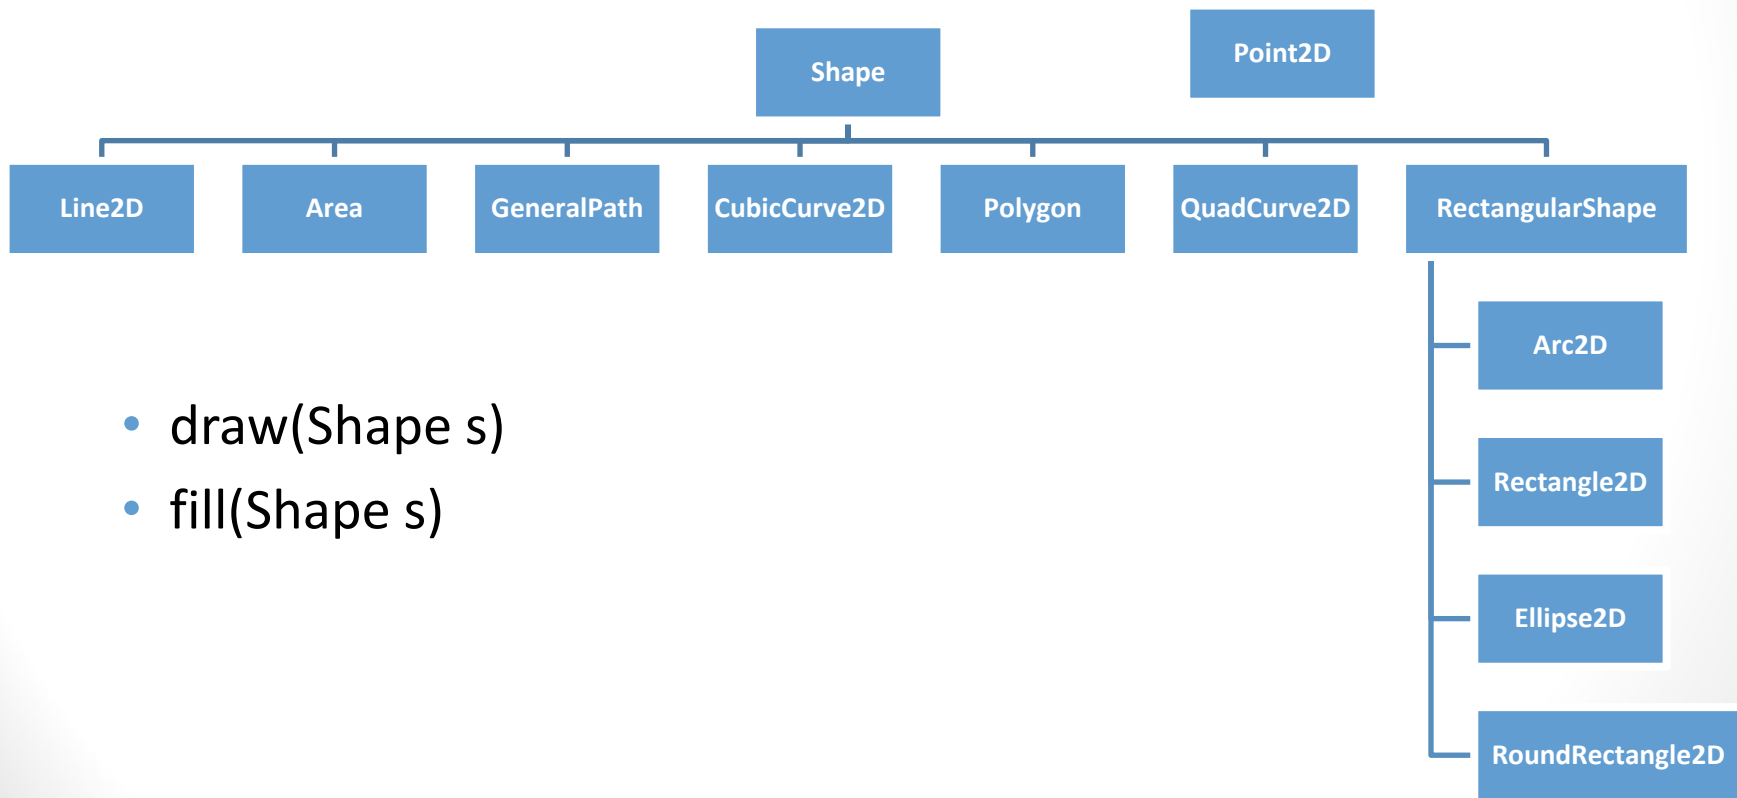 Shape
Point2D
Line2D
Area
GeneralPath
CubicCurve2D
Polygon
QuadCurve2D
RectangularShape
Arc2D
Rectangle2D
Ellipse2D
RoundRectangle2D
• draw(Shape s)
• fill(Shape s)